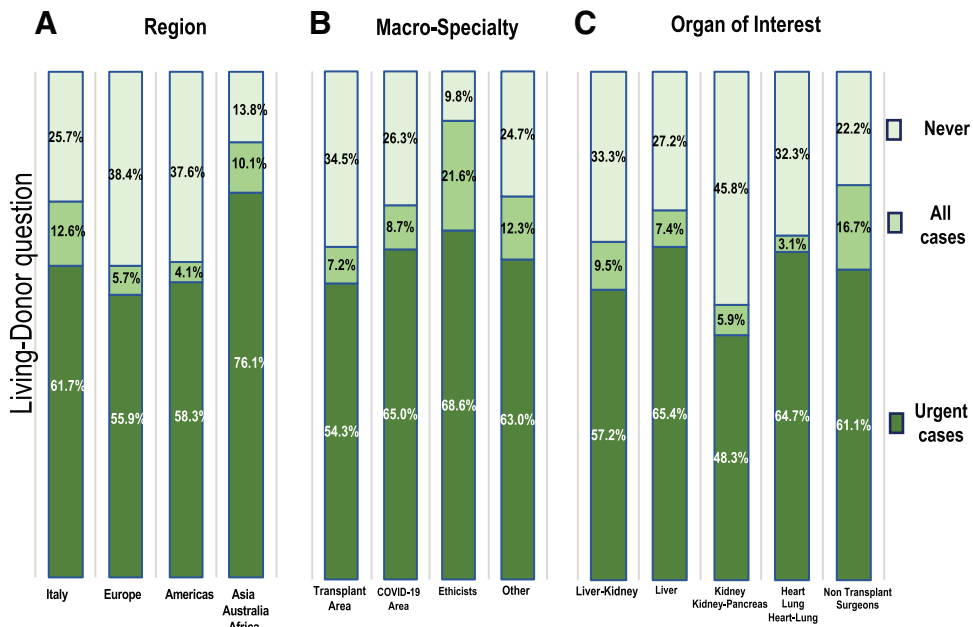 A
Region
B
Macro-Specialty
C
Organ of Interest
Living-Donor question
25.7%
12.6%
61.7%
38.4%
5.7%
55.9%
37.6%
4.1%
58.3%
13.8%
10.1%
76.1%
34.5%
7.2%
54.3%
26.3%
8.7%
65.0%
9.8%
21.6%
68.6%
24.7%
12.3%
63.0%
33.3%
9.5%
57.2%
27.2%
7.4%
65.4%
45.8%
5.9%
48.3%
32.3%
3.1%
64.7%
22.2%
16.7%
61.1%
Never
All
cases
Urgent
cases
Italy
Europe
Americas
Asia
Australia
Africa
Transplant
Area
COVID-19
Area
Ethicists
Other
Liver-Kidney
Liver
Kidney
Kidney-Pancreas
Heart
Lung
Heart-Lung
Non Transplant
Surgeons